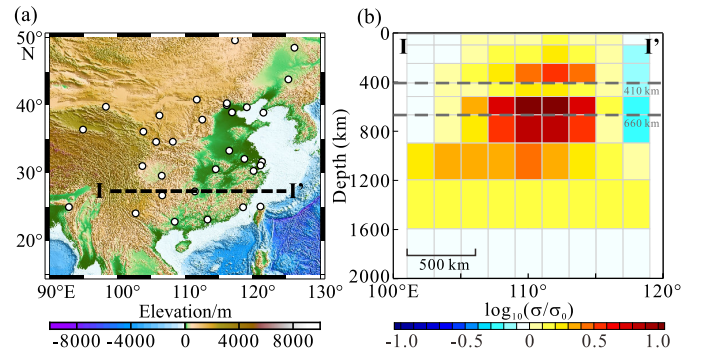 (a)
50°
N
40°
30°
20°
I
I'
90°E
100°
110°
120°
130°
Elevation/m
-8000
-4000
0
4000
8000
(b)
I
I'
0
400
800
1200
1600
2000
Depth (km)
410 km
660 km
500 km
100°E
110°
120°
log₁₀(σ/σ₀)
-1.0
-0.5
0.0
0.5
1.0